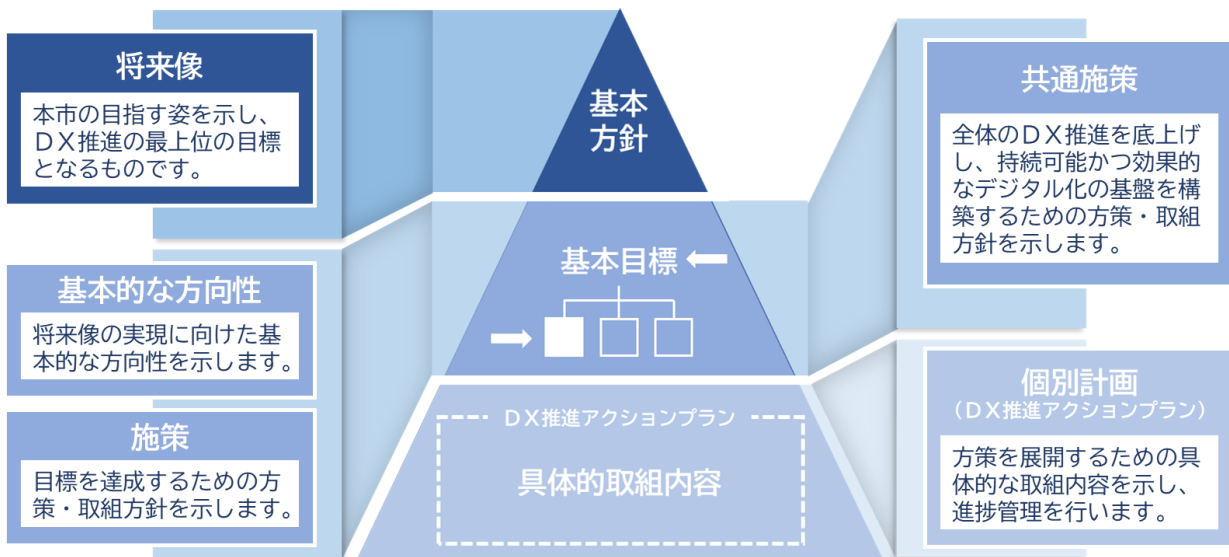 将来像
本市の目指す姿を示し、
ＤＸ推進の最上位の目標
となるものです。
基本的な方向性
将来像の実現に向けた基
本的な方向性を示します。
施策
目標を達成するための方
策・取組方針を示します。
基本
方針
基本目標
ＤＸ推進アクションプラン
具体的取組内容
共通施策
全体のＤＸ推進を底上げ
し、持続可能かつ効果的
なデジタル化の基盤を構
築するための方策・取組
方針を示します。
個別計画
（ＤＸ推進アクションプラン）
方策を展開するための具
体的な取組内容を示し、
進捗管理を行います。